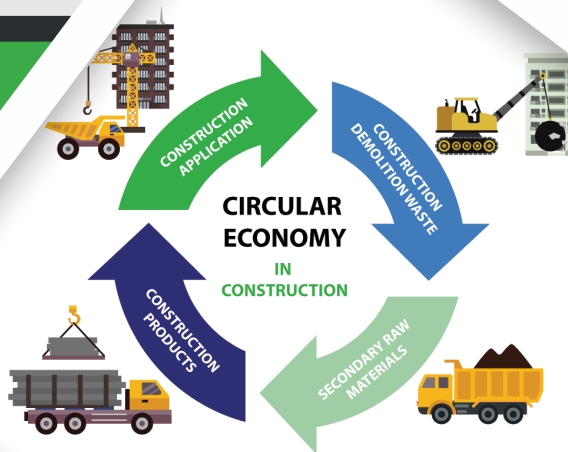 CONSTRUCTION
APPLICATION
CONSTRUCTION
DEMOLITION WASTE
CIRCULAR
ECONOMY
IN
CONSTRUCTION
CONSTRUCTION
PRODUCTS
SECONDARY RAW
MATERIALS